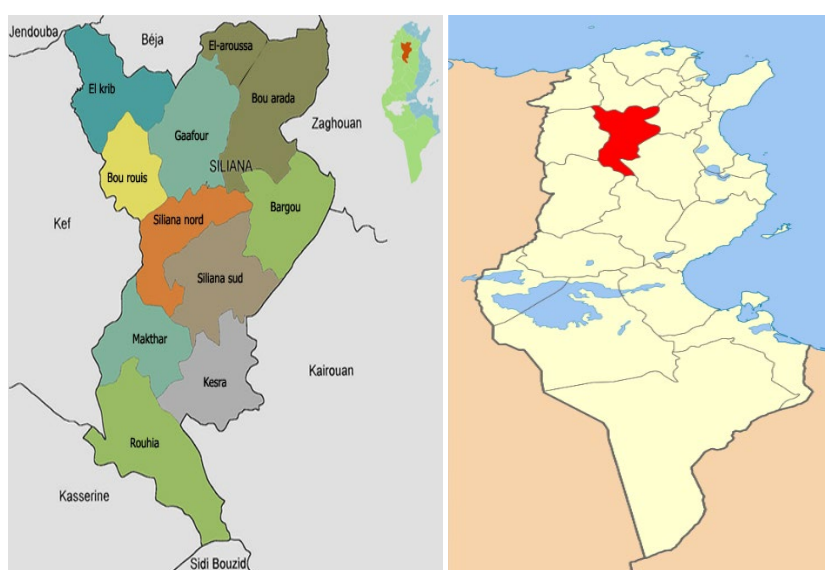 Jendouba
Béja
El-aroussa
El krib
Bou arada
Gaafour
Zaghouan
SILIANA
Bou rouis
Bargou
Siliana nord
Kef
Siliana sud
Makthar
Kairouan
Kesra
Rouhia
Kasserine
Sidi Bouzid